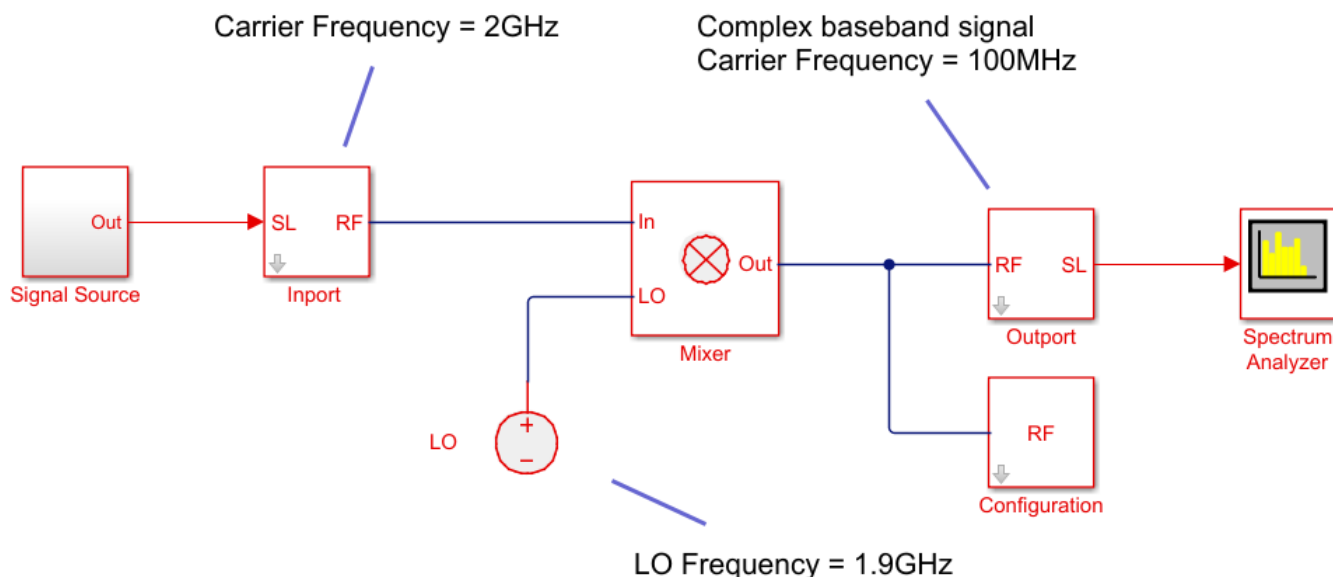 Carrier Frequency = 2GHz
Complex baseband signal
Carrier Frequency = 100MHz
Out
Signal Source
SL RF
Inport
In
LO
Out
Mixer
RF SL
Outport
Spectrum
Analyzer
LO
+
−
RF
Configuration
LO Frequency = 1.9GHz